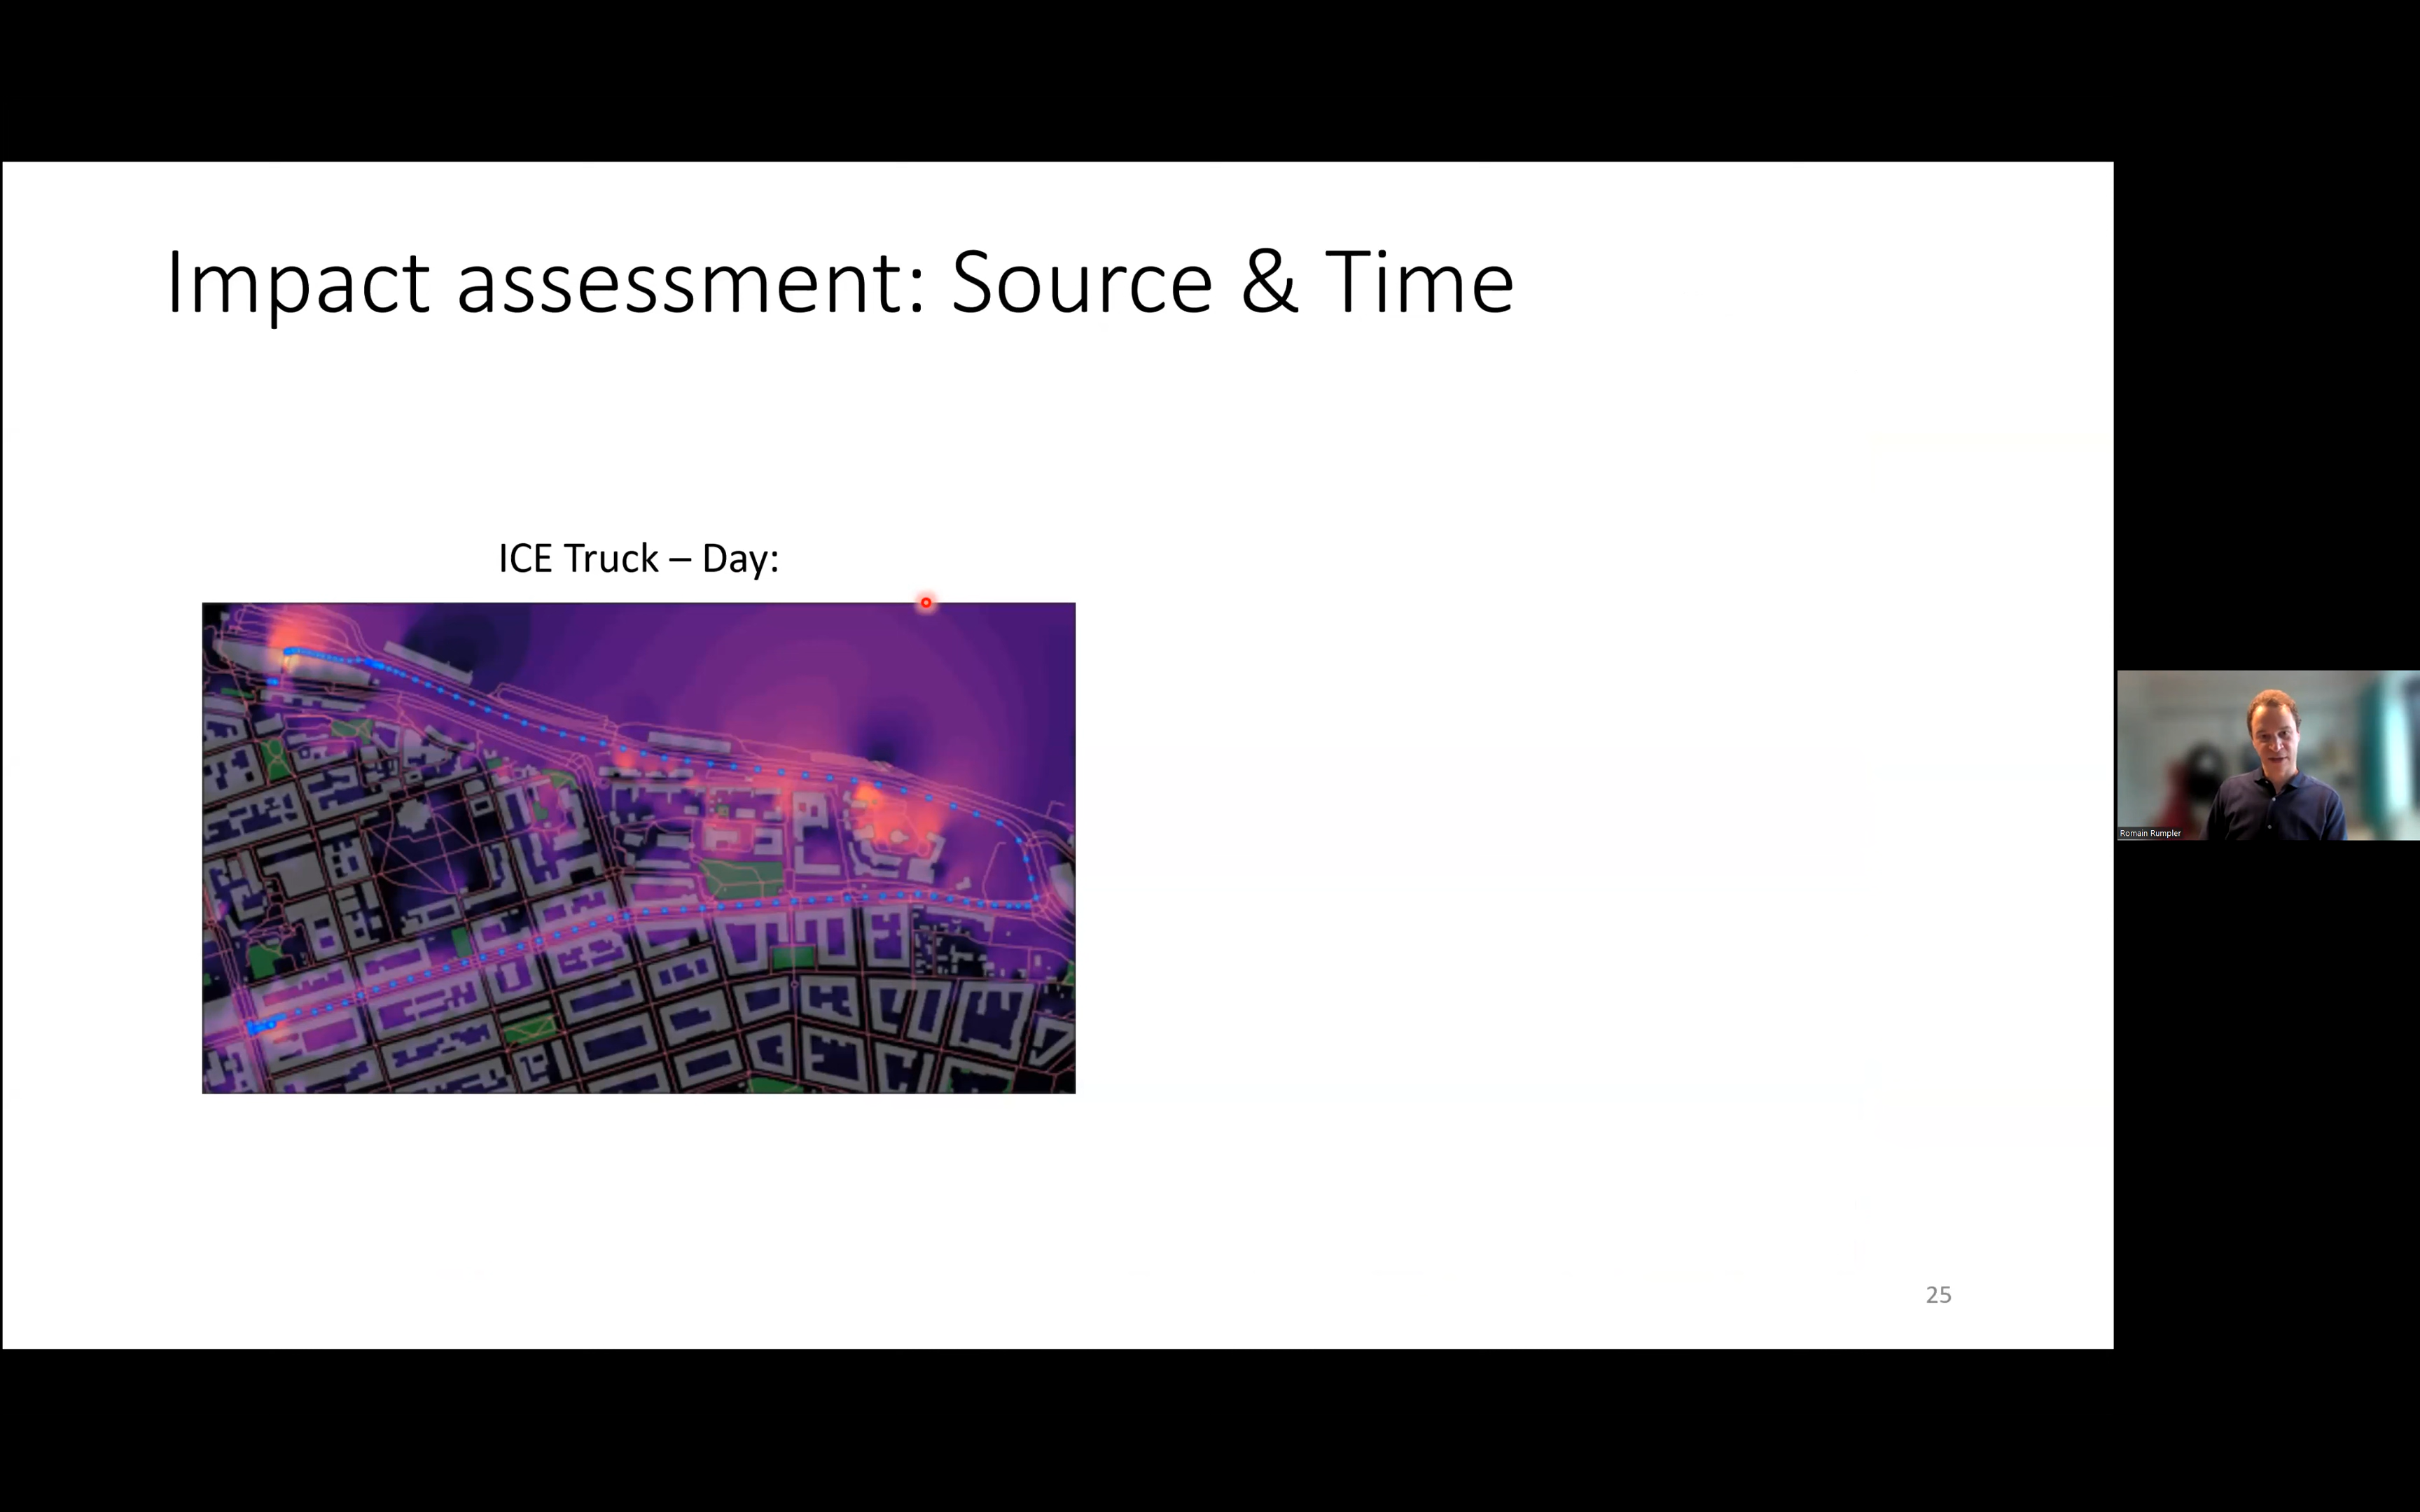 Impact assessment: Source & Time
ICE Truck – Day:
Romain Rumpler
25